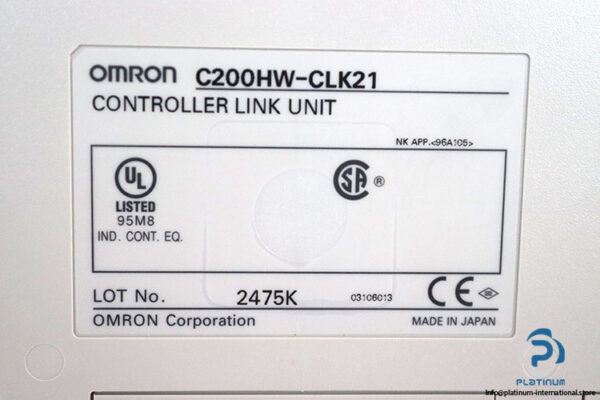 OMRON C200HW-CLK21
CONTROLLER LINK UNIT
NK APP.<96A105>
UL
LISTED
95M8
IND. CONT. EQ.
SA ®
LOT No. 2475K 03106013 CE
OMRON Corporation MADE IN JAPAN
PLATINUM
info@platinum-international.store